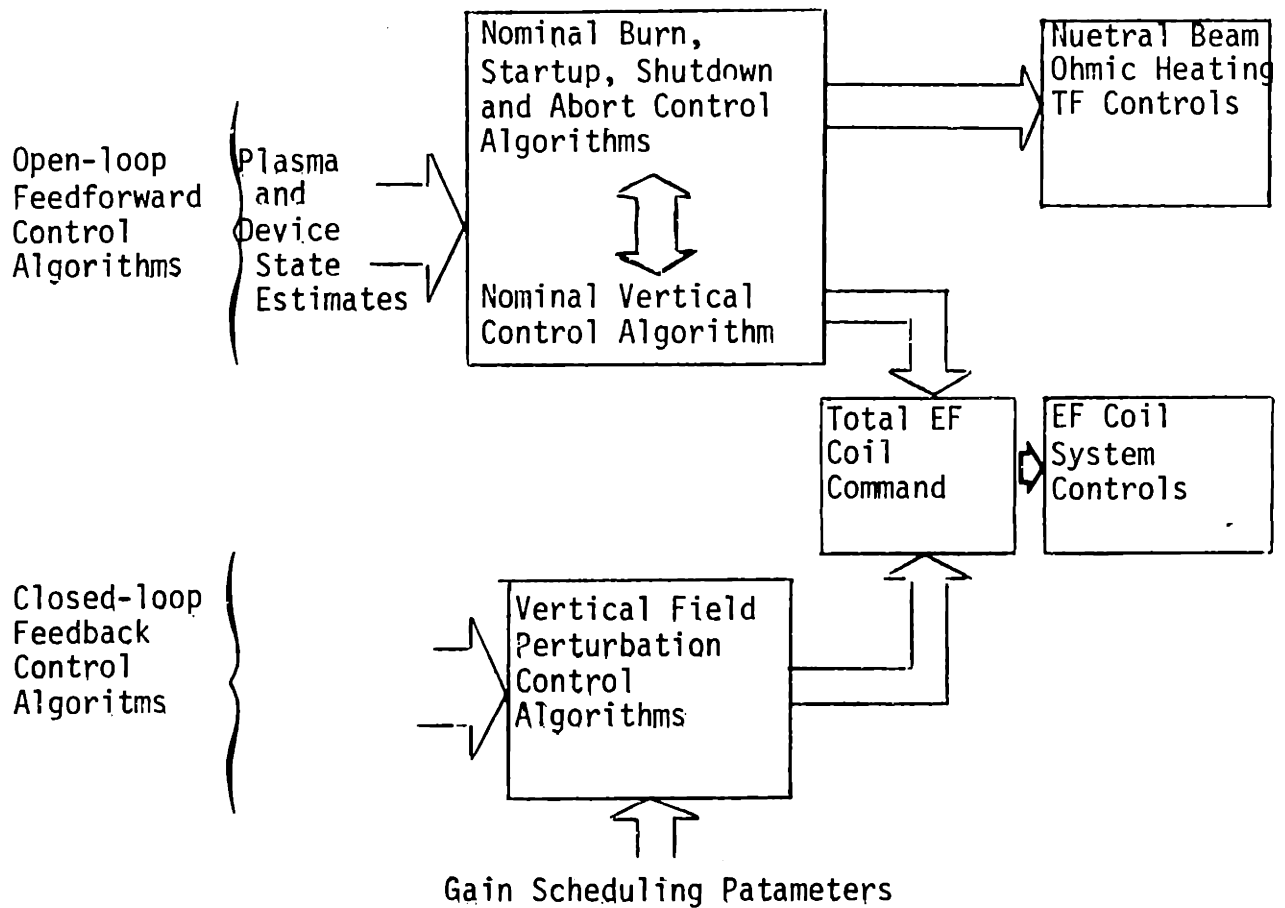 Open-loop
Feedforward
Control
Algorithms
Plasma
and
Device
State
Estimates
Nominal Burn,
Startup, Shutdown
and Abort Control
Algorithms
Nominal Vertical
Control Algorithm
Nuetral Beam
Ohmic Heating
TF Controls
Total EF
Coil
Command
EF Coil
System
Controls
Closed-loop
Feedback
Control
Algoritms
Vertical Field
Perturbation
Control
Algorithms
Gain Scheduling Patameters